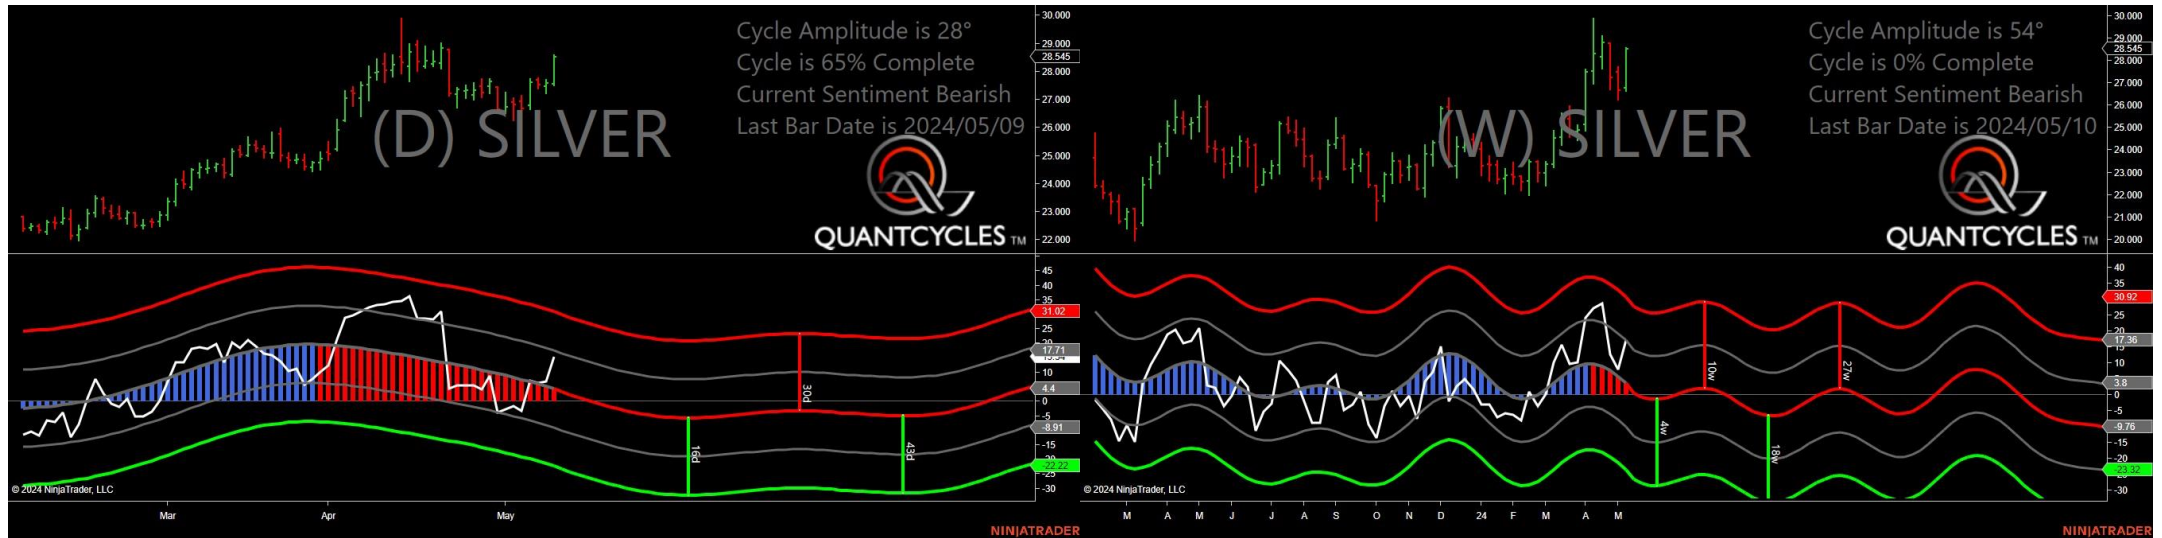 Cycle Amplitude is 28°
Cycle is 65% Complete
Current Sentiment Bearish
Last Bar Date is 2024/05/09
(D) SILVER
QUANTCYCLES TM
30.000
29.000
28.545
28.000
27.000
26.000
25.000
24.000
23.000
22.000
45
40
35
31.02
25
17.71
10
4.4
0
-5
-8.91
-15
-22.22
-30
16d
30d
43d
© 2024 NinjaTrader, LLC
Mar
Apr
May
NINJATRADER
Cycle Amplitude is 54°
Cycle is 0% Complete
Current Sentiment Bearish
Last Bar Date is 2024/05/10
(W) SILVER
QUANTCYCLES TM
30.000
29.000
28.545
28.000
27.000
26.000
25.000
24.000
23.000
22.000
21.000
20.000
40
35
30.92
25
20
17.36
10
3.8
0
-5
-9.76
-15
-23.32
-30
4w
10w
18w
27w
© 2024 NinjaTrader, LLC
M A M J J A S O N D 24 F M A M
NINJATRADER